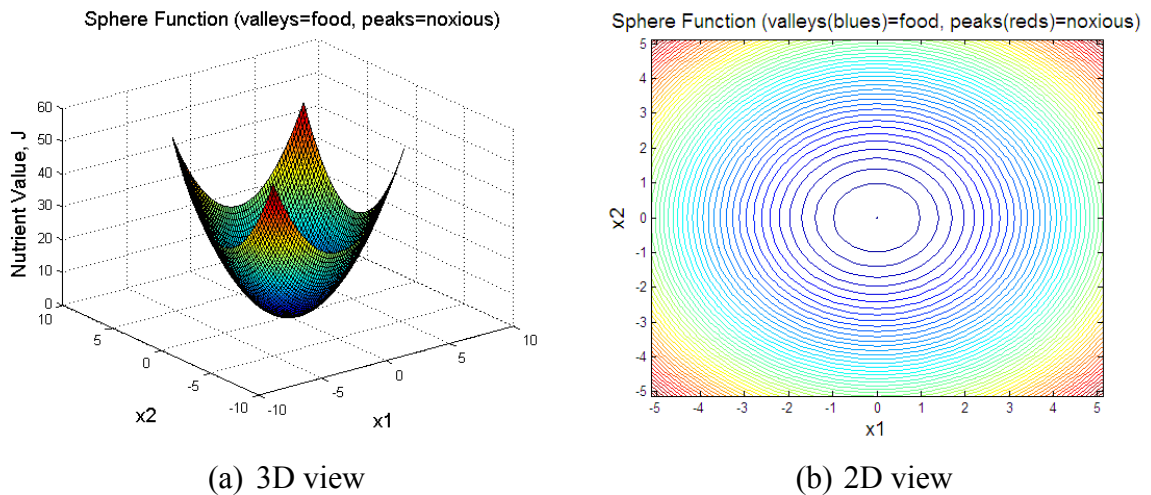 Sphere Function (valleys=food, peaks=noxious)
Nutrient Value, J
60
50
40
30
20
10
0
10
5
0
-5
-10
x2
-10
-5
0
5
10
x1
(a) 3D view
Sphere Function (valleys(blues)=food, peaks(reds)=noxious)
x2
5
4
3
2
1
0
-1
-2
-3
-4
-5
-5 -4 -3 -2 -1 0 1 2 3 4 5
x1
(b) 2D view